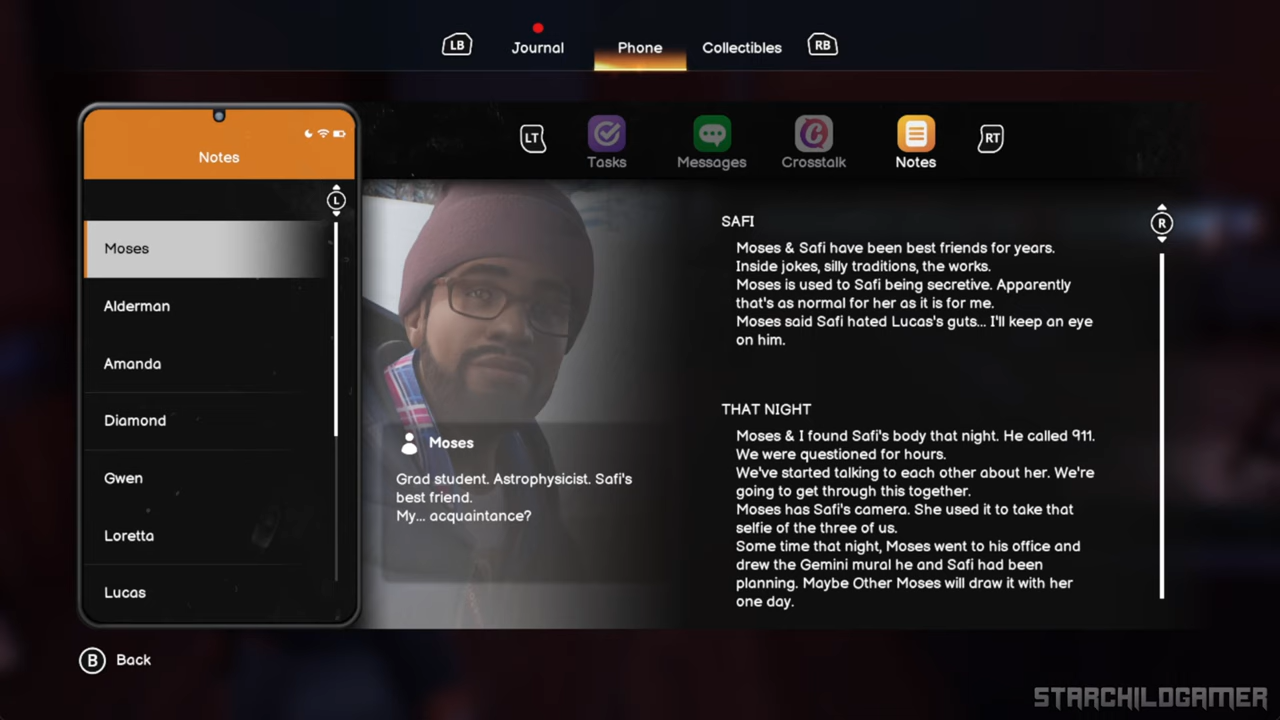 LB
Journal
Phone
Collectibles
RB
Notes
L
Moses
Alderman
Amanda
Diamond
Gwen
Loretta
Lucas
LT
Tasks
Messages
Crosstalk
Notes
RT
Moses
Grad student. Astrophysicist. Safi's
best friend.
My... acquaintance?
R
SAFI
Moses & Safi have been best friends for years.
Inside jokes, silly traditions, the works.
Moses is used to Safi being secretive. Apparently
that's as normal for her as it is for me.
Moses said Safi hated Lucas's guts... I'll keep an eye
on him.
THAT NIGHT
Moses & I found Safi's body that night. He called 911.
We were questioned for hours.
We've started talking to each other about her. We're
going to get through this together.
Moses has Safi's camera. She used it to take that
selfie of the three of us.
Some time that night, Moses went to his office and
drew the Gemini mural he and Safi had been
planning. Maybe Other Moses will draw it with her
one day.
B Back
STARCHILDGAMER